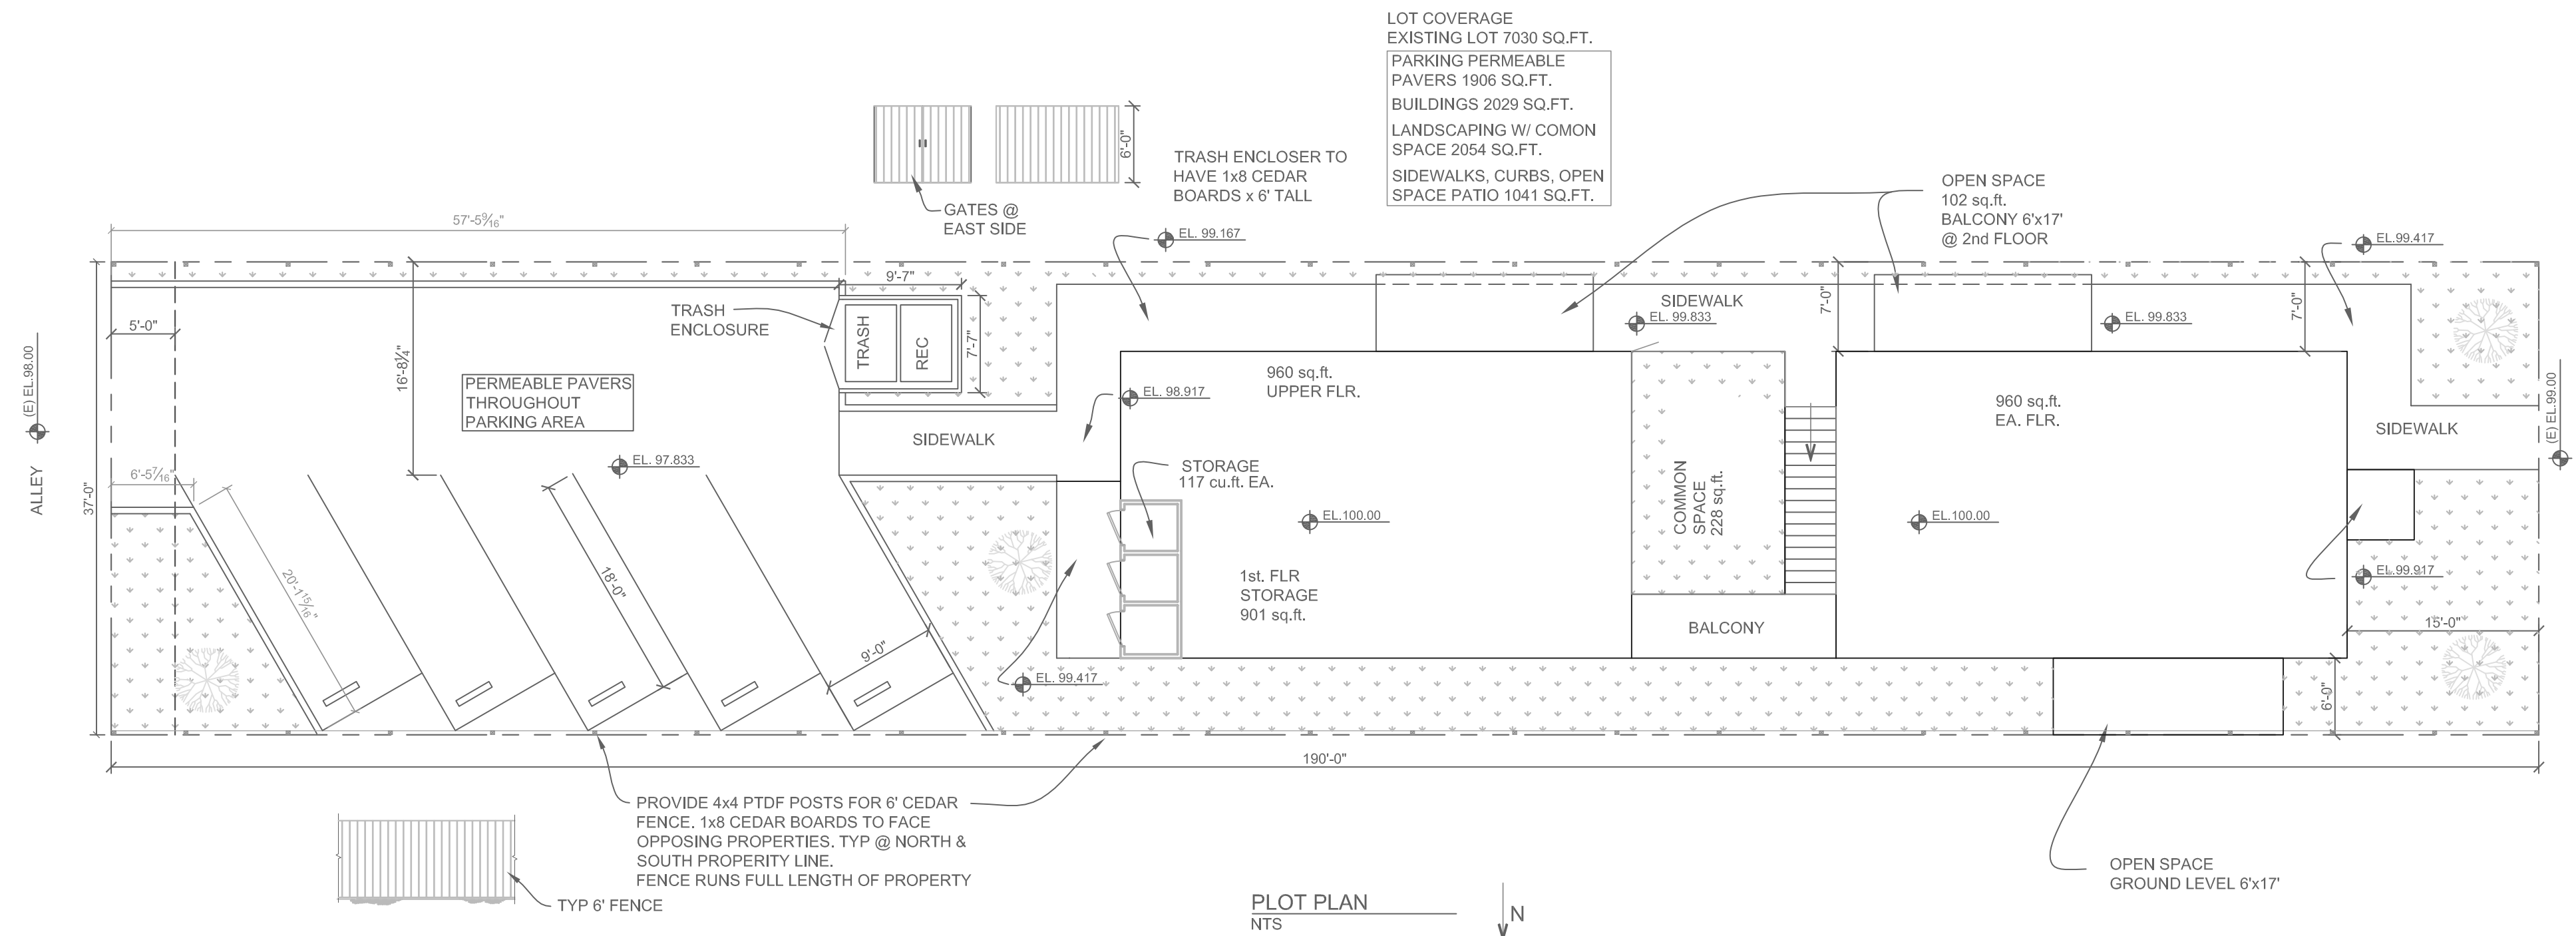 LOT COVERAGE
EXISTING LOT 7030 SQ.FT.
PARKING PERMEABLE
PAVERS 1906 SQ.FT.
BUILDINGS 2029 SQ.FT.
LANDSCAPING W/ COMON
SPACE 2054 SQ.FT.
SIDEWALKS, CURBS, OPEN
SPACE PATIO 1041 SQ.FT.
6'-0"
TRASH ENCLOSER TO
HAVE 1x8 CEDAR
BOARDS x 6' TALL
GATES @
EAST SIDE
OPEN SPACE
102 sq.ft.
BALCONY 6'x17'
@ 2nd FLOOR
57'-5 9/16"
EL. 99.167
EL.99.417
9'-7"
5'-0"
TRASH
ENCLOSURE
TRASH
REC
7'-7"
SIDEWALK
EL. 99.833
7'-0"
EL. 99.833
7'-0"
(E) EL.98.00
ALLEY
37'-0"
16'-8 1/4"
PERMEABLE PAVERS
THROUGHOUT
PARKING AREA
960 sq.ft.
UPPER FLR.
EL. 98.917
960 sq.ft.
EA. FLR.
SIDEWALK
SIDEWALK
(E) EL.99.00
EL. 97.833
6'-5 7/16"
STORAGE
117 cu.ft. EA.
COMMON
SPACE
228 sq.ft.
EL.100.00
EL.100.00
20'-1 15/16"
18'-0"
1st. FLR
STORAGE
901 sq.ft.
EL.99.917
BALCONY
15'-0"
9'-0"
EL. 99.417
6'-0"
190'-0"
PROVIDE 4x4 PTDF POSTS FOR 6' CEDAR
FENCE. 1x8 CEDAR BOARDS TO FACE
OPPOSING PROPERTIES. TYP @ NORTH &
SOUTH PROPERITY LINE.
FENCE RUNS FULL LENGTH OF PROPERTY
TYP 6' FENCE
OPEN SPACE
GROUND LEVEL 6'x17'
PLOT PLAN
NTS
N